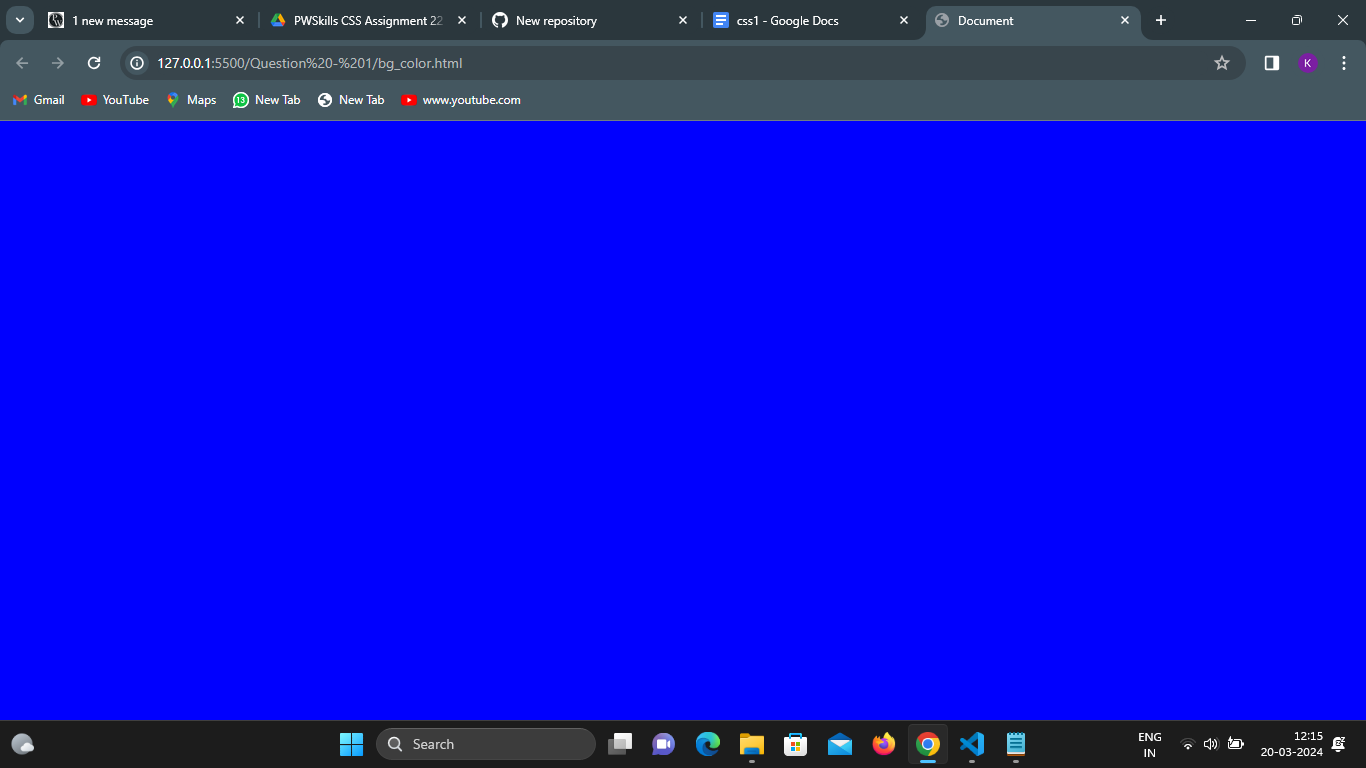 1 new message
PWSkills CSS Assignment 22
New repository
css1 - Google Docs
Document
127.0.0.1:5500/Question%20-%201/bg_color.html
K
Gmail
YouTube
Maps
13
New Tab
New Tab
www.youtube.com
Search
ENG
IN
12:15
20-03-2024